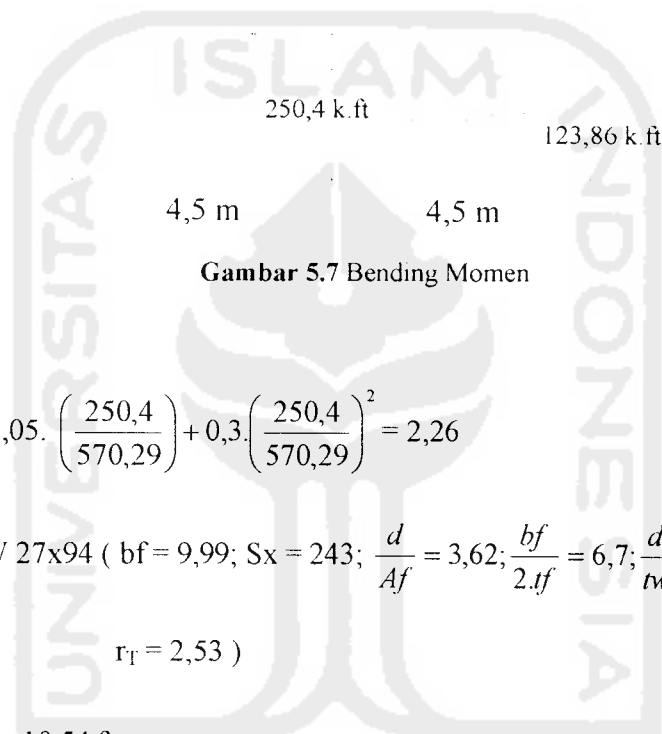 ISLAM
UNIVERSITAS
INDONESIA
250,4 k.ft
123,86 k.ft
4,5 m 4,5 m
Gambar 5.7 Bending Momen
,05. (250,4/570,29) + 0,3.(250,4/570,29)² = 2,26
27x94 ( bf = 9,99; Sx = 243; d/Af = 3,62; bf/2.tf = 6,7; d/tw
r_T = 2,53 )